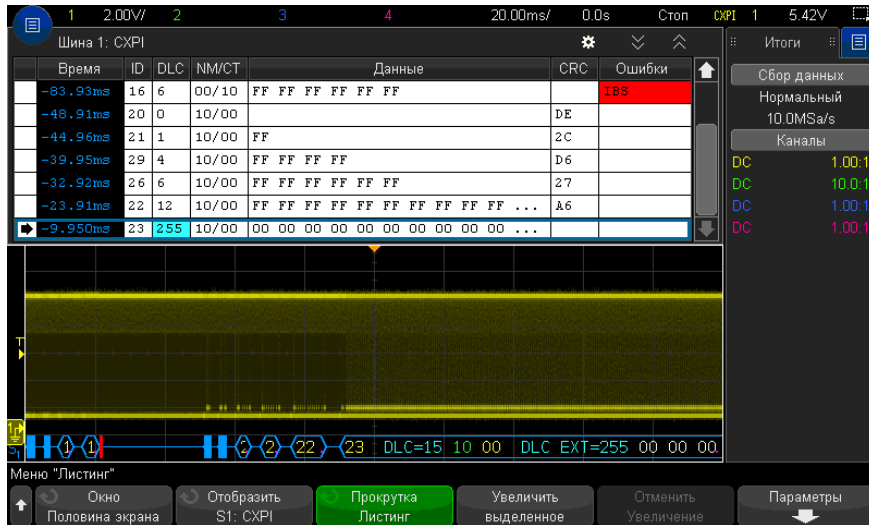 1 2.00V/ 2 3 4 20.00ms/ 0.0s Стоп CXPI 1 5.42V
Шина 1: CXPI
Итоги
Время ID DLC NM/CT Данные CRC Ошибки
-83.93ms 16 6 00/10 FF FF FF FF FF FF IBS
-48.91ms 20 0 10/00 DE
-44.96ms 21 1 10/00 FF 2C
-39.95ms 29 4 10/00 FF FF FF FF D6
-32.92ms 26 6 10/00 FF FF FF FF FF FF 27
-23.91ms 22 12 10/00 FF FF FF FF FF FF FF FF FF FF ... A6
-9.950ms 23 255 10/00 00 00 00 00 00 00 00 00 00 00 ...
Сбор данных
Нормальный
10.0MSa/s
Каналы
DC 1.00:1
DC 10.0:1
DC 1.00:1
DC 1.00:1
T
1
S1 1 1 2 2 22 23 DLC=15 10 00 DLC EXT=255 00 00 00
Меню "Листинг"
Окно
Половина экрана
Отобразить
S1: CXPI
Прокрутка
Листинг
Увеличить
выделенное
Отменить
Увеличение
Параметры